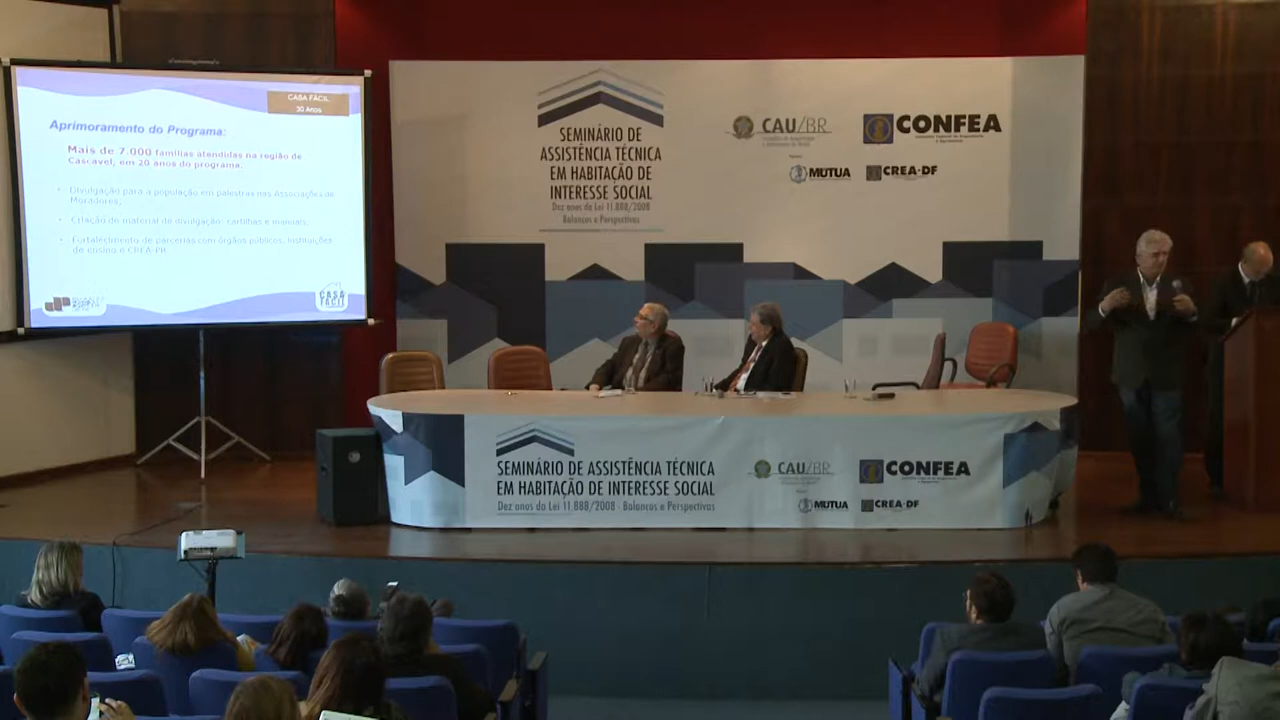 CASA FÁCIL
30 Anos
Aprimoramento do Programa:
Mais de 7.000 famílias atendidas na região de
Cascavel, em 20 anos do programa.
• Divulgação para a população em palestras nas Associações de
Moradores;
• Criação do material de divulgação: cartilhas e manuais;
• Fortalecimento de parcerias com órgãos públicos, instituições
de ensino e CREA-PR
CASA
FÁCIL
SEMINÁRIO DE
ASSISTÊNCIA TÉCNICA
EM HABITAÇÃO DE
INTERESSE SOCIAL
Dez anos da Lei 11.888/2008
Balanços e Perspectivas
CAU/BR
CONFEA
MUTUA
CREA-DF
SEMINÁRIO DE ASSISTÊNCIA TÉCNICA
EM HABITAÇÃO DE INTERESSE SOCIAL
Dez anos da Lei 11.888/2008 - Balanços e Perspectivas
CAU/BR
CONFEA
MUTUA
CREA-DF